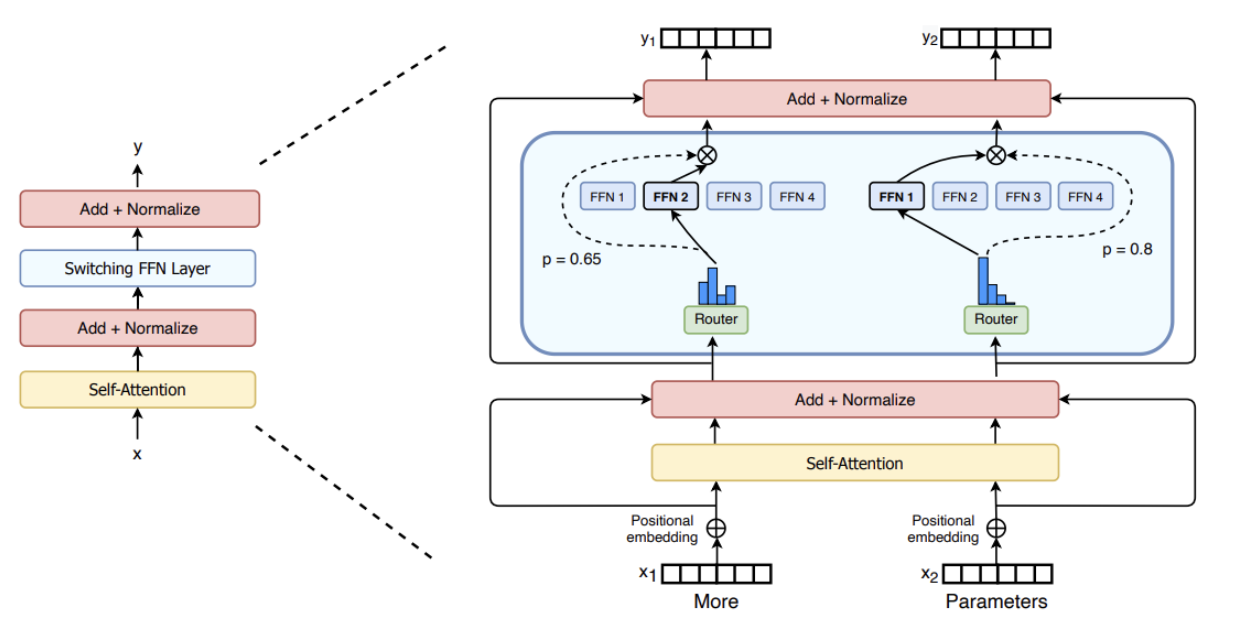 y
Add + Normalize
Switching FFN Layer
Add + Normalize
Self-Attention
x
y1
y2
Add + Normalize
FFN 1
FFN 2
FFN 3
FFN 4
FFN 1
FFN 2
FFN 3
FFN 4
p = 0.65
p = 0.8
Router
Router
Add + Normalize
Self-Attention
Positional
embedding
Positional
embedding
x1
x2
More
Parameters